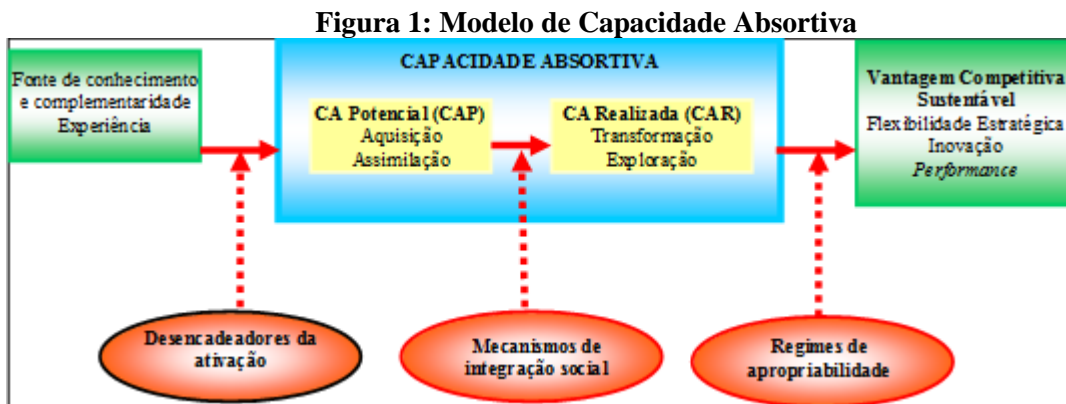 Figura 1: Modelo de Capacidade Absortiva
Fonte de conhecimento
e complementaridade
Experiência
CAPACIDADE ABSORTIVA
CA Potencial (CAP)
Aquisição
Assimilação
CA Realizada (CAR)
Transformação
Exploração
Vantagem Competitiva
Sustentável
Flexibilidade Estratégica
Inovação
Performance
Desencadeadores da
ativação
Mecanismos de
integração social
Regimes de
apropriabilidade